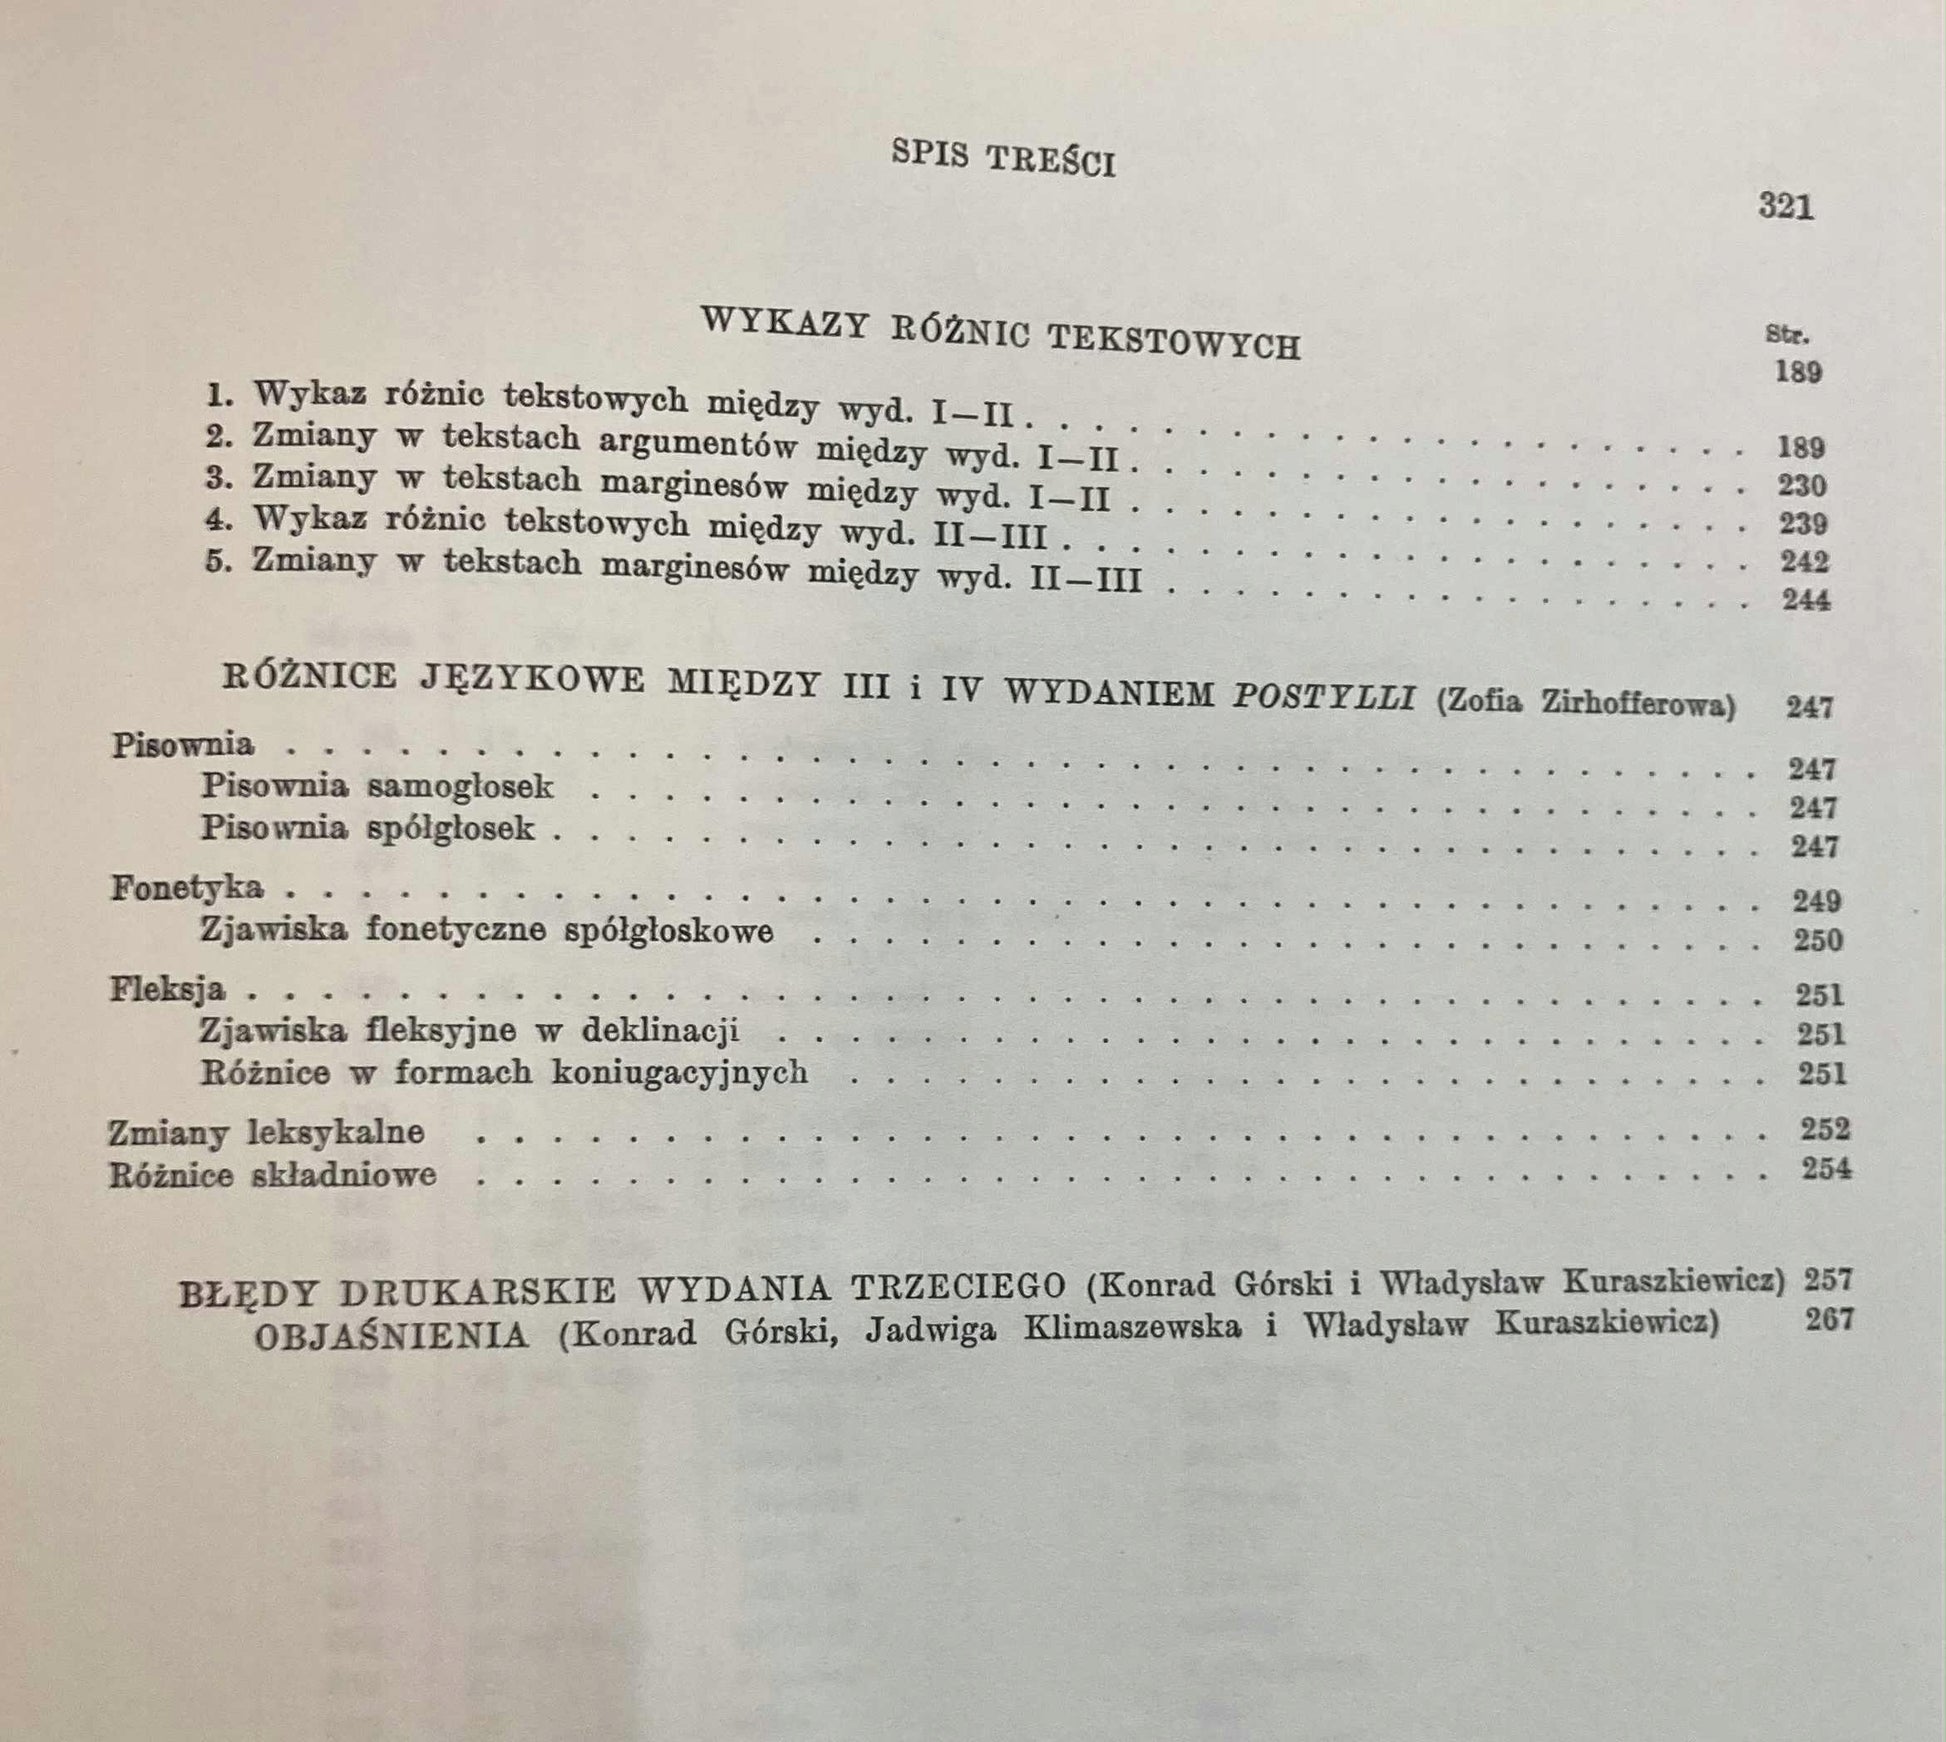 SPIS TREŚCI
321
WYKAZY RÓŻNIC TEKSTOWYCH
Str.
189
1. Wykaz różnic tekstowych między wyd. I—II . . . . . . . . . . . . . . . . . . . . . 189
2. Zmiany w tekstach argumentów między wyd. I—II . . . . . . . . . . . . . . . . . . 230
3. Zmiany w tekstach marginesów między wyd. I—II . . . . . . . . . . . . . . . . . . 239
4. Wykaz różnic tekstowych między wyd. II—III . . . . . . . . . . . . . . . . . . . . 242
5. Zmiany w tekstach marginesów między wyd. II—III . . . . . . . . . . . . . . . . . 244
RÓŻNICE JĘZYKOWE MIĘDZY III i IV WYDANIEM POSTYLLI (Zofia Zirhofferowa) 247
Pisownia . . . . . . . . . . . . . . . . . . . . . . . . . . . . . . . . . . . . . . . 247
Pisownia samogłosek . . . . . . . . . . . . . . . . . . . . . . . . . . . . . . . 247
Pisownia spółgłosek . . . . . . . . . . . . . . . . . . . . . . . . . . . . . . . . 247
Fonetyka . . . . . . . . . . . . . . . . . . . . . . . . . . . . . . . . . . . . . . . 249
Zjawiska fonetyczne spółgłoskowe . . . . . . . . . . . . . . . . . . . . . . . . . . 250
Fleksja . . . . . . . . . . . . . . . . . . . . . . . . . . . . . . . . . . . . . . . . 251
Zjawiska fleksyjne w deklinacji . . . . . . . . . . . . . . . . . . . . . . . . . . . 251
Różnice w formach koniugacyjnych . . . . . . . . . . . . . . . . . . . . . . . . . 251
Zmiany leksykalne . . . . . . . . . . . . . . . . . . . . . . . . . . . . . . . . . . 252
Różnice składniowe . . . . . . . . . . . . . . . . . . . . . . . . . . . . . . . . . . 254
BŁĘDY DRUKARSKIE WYDANIA TRZECIEGO (Konrad Górski i Władysław Kuraszkiewicz) 257
OBJAŚNIENIA (Konrad Górski, Jadwiga Klimaszewska i Władysław Kuraszkiewicz) 267